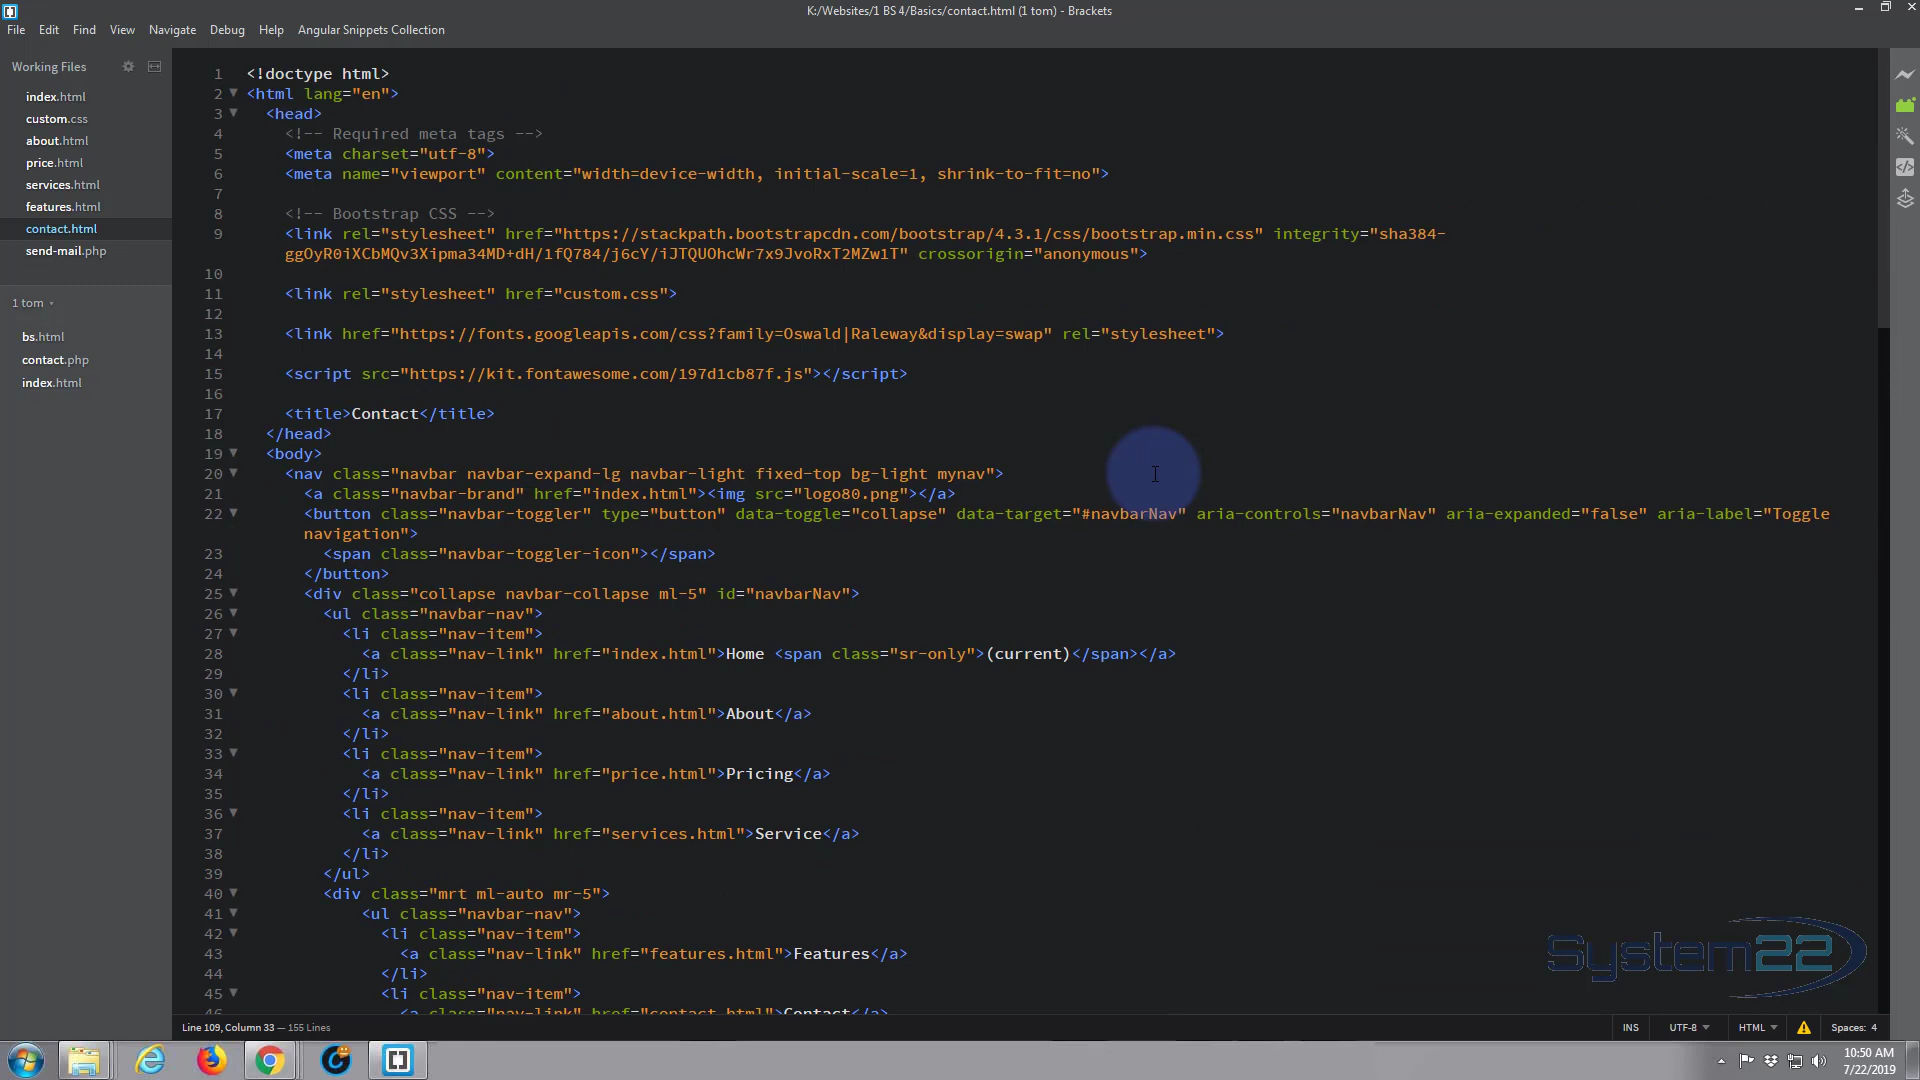 K:/Websites/1 BS 4/Basics/contact.html (1 tom) - Brackets
File Edit Find View Navigate Debug Help Angular Snippets Collection
Working Files
index.html
custom.css
about.html
price.html
services.html
features.html
contact.html
send-mail.php
1 tom
bs.html
contact.php
index.html
1 <!doctype html>
2 <html lang="en">
3 <head>
4 <!-- Required meta tags -->
5 <meta charset="utf-8">
6 <meta name="viewport" content="width=device-width, initial-scale=1, shrink-to-fit=no">
7
8 <!-- Bootstrap CSS -->
9 <link rel="stylesheet" href="https://stackpath.bootstrapcdn.com/bootstrap/4.3.1/css/bootstrap.min.css" integrity="sha384-
ggOyR0iXCbMQv3Xipma34MD+dH/1fQ784/j6cY/iJTQUOhcWr7x9JvoRxT2MZw1T" crossorigin="anonymous">
10
11 <link rel="stylesheet" href="custom.css">
12
13 <link href="https://fonts.googleapis.com/css?family=Oswald|Raleway&display=swap" rel="stylesheet">
14
15 <script src="https://kit.fontawesome.com/197d1cb87f.js"></script>
16
17 <title>Contact</title>
18 </head>
19 <body>
20 <nav class="navbar navbar-expand-lg navbar-light fixed-top bg-light mynav">
21 <a class="navbar-brand" href="index.html"><img src="logo80.png"></a>
22 <button class="navbar-toggler" type="button" data-toggle="collapse" data-target="#navbarNav" aria-controls="navbarNav" aria-expanded="false" aria-label="Toggle
navigation">
23 <span class="navbar-toggler-icon"></span>
24 </button>
25 <div class="collapse navbar-collapse ml-5" id="navbarNav">
26 <ul class="navbar-nav">
27 <li class="nav-item">
28 <a class="nav-link" href="index.html">Home <span class="sr-only">(current)</span></a>
29 </li>
30 <li class="nav-item">
31 <a class="nav-link" href="about.html">About</a>
32 </li>
33 <li class="nav-item">
34 <a class="nav-link" href="price.html">Pricing</a>
35 </li>
36 <li class="nav-item">
37 <a class="nav-link" href="services.html">Service</a>
38 </li>
39 </ul>
40 <div class="mrt ml-auto mr-5">
41 <ul class="navbar-nav">
42 <li class="nav-item">
43 <a class="nav-link" href="features.html">Features</a>
44 </li>
45 <li class="nav-item">
46 <a class="nav-link" href="contact.html">Contact</a>
System22
Line 109, Column 33 — 155 Lines
INS UTF-8 HTML Spaces: 4
10:50 AM
7/22/2019